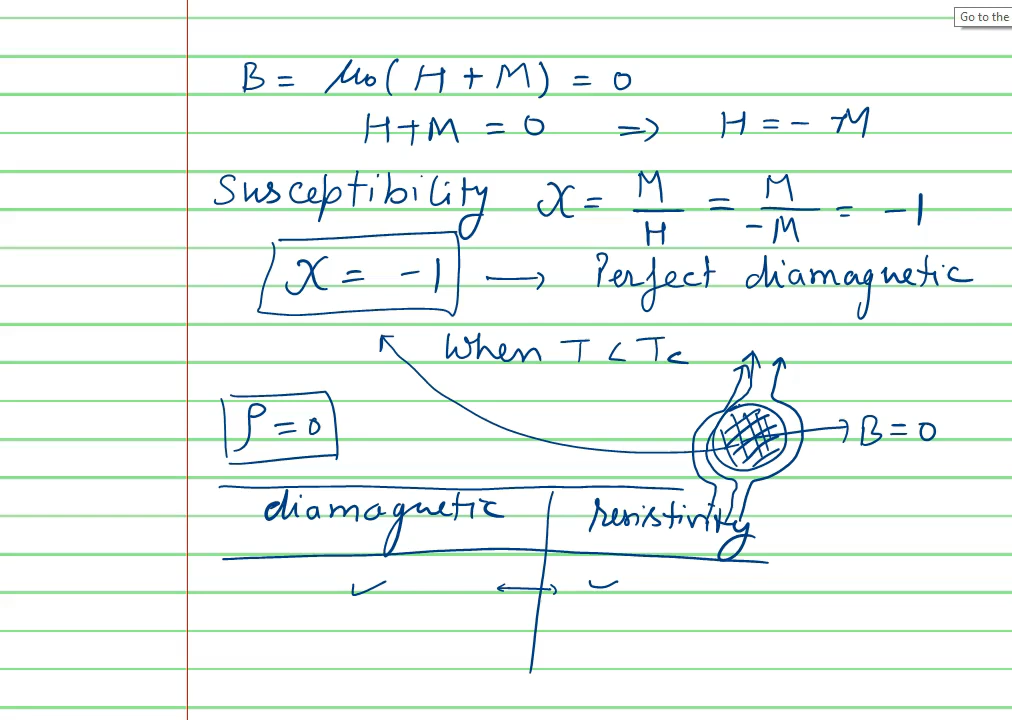 Go to the
B = μ₀(H + M) = 0
H+M = 0 ⇒ H = - M
Susceptibility χ = M/H = M/-M = -1
χ = -1 → Perfect diamagnetic
When T < Tc
ρ = 0
B = 0
diamagnetic resistivity
✓ ↔ ✓